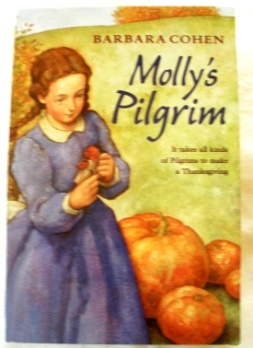 BARBARA COHEN
Molly's
Pilgrim
It takes all kinds
of Pilgrims to make
a Thanksgiving